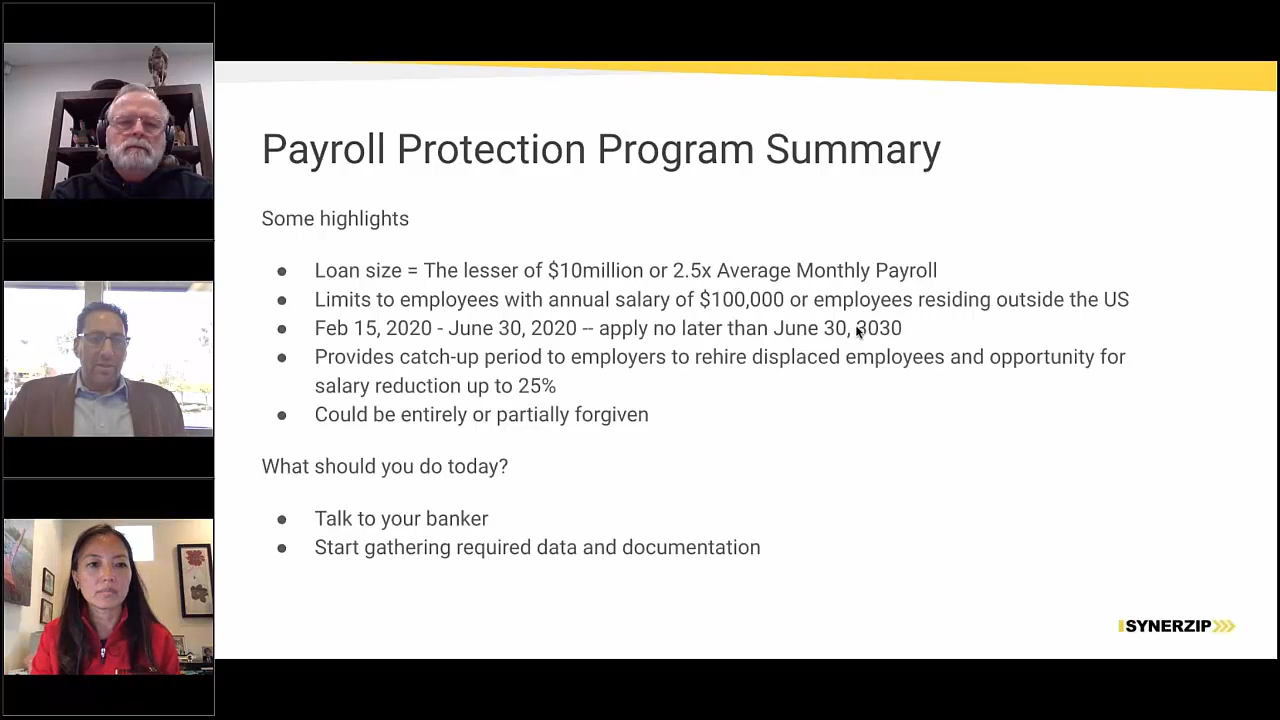 Payroll Protection Program Summary
Some highlights
● Loan size = The lesser of $10million or 2.5x Average Monthly Payroll
● Limits to employees with annual salary of $100,000 or employees residing outside the US
● Feb 15, 2020 - June 30, 2020 -- apply no later than June 30, 3030
● Provides catch-up period to employers to rehire displaced employees and opportunity for
salary reduction up to 25%
● Could be entirely or partially forgiven
What should you do today?
● Talk to your banker
● Start gathering required data and documentation
SYNERZIP